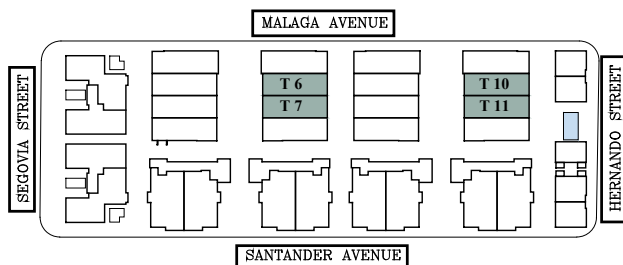 MALAGA AVENUE
SEGOVIA STREET
T 6
T 7
T 10
T 11
HERNANDO STREET
SANTANDER AVENUE